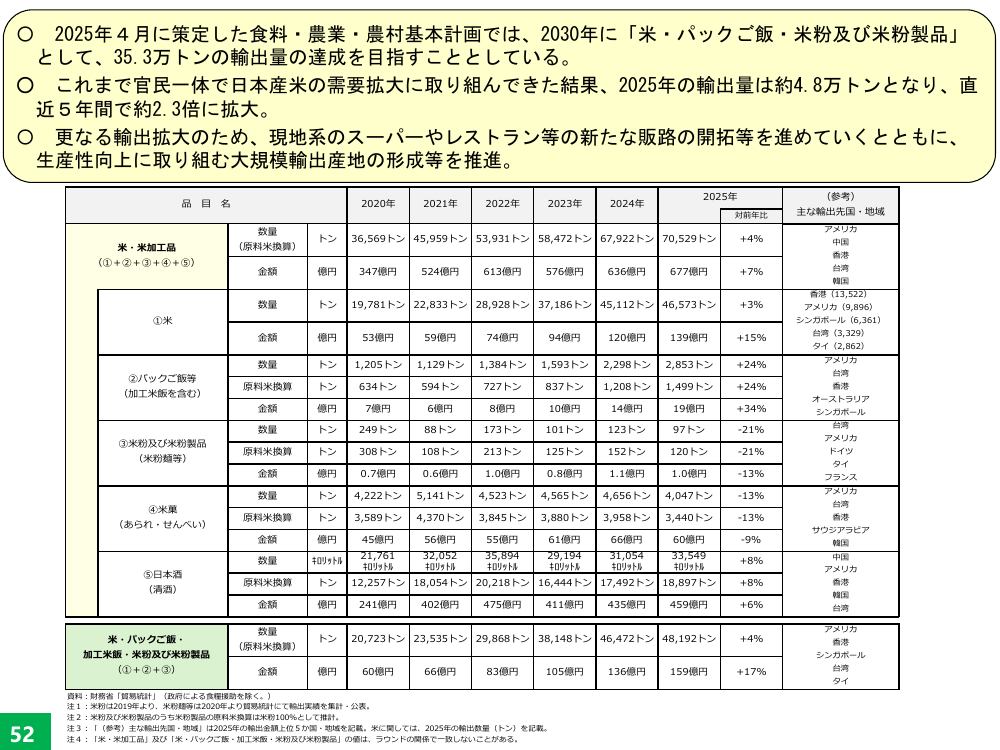 ○　2025年４月に策定した食料・農業・農村基本計画では、2030年に「米・パックご飯・米粉及び米粉製品」
として、35.3万トンの輸出量の達成を目指すこととしている。
○　これまで官民一体で日本産米の需要拡大に取り組んできた結果、2025年の輸出量は約4.8万トンとなり、直
近５年間で約2.3倍に拡大。
○　更なる輸出拡大のため、現地系のスーパーやレストラン等の新たな販路の開拓等を進めていくとともに、
生産性向上に取り組む大規模輸出産地の形成等を推進。
品　目　名 2020年 2021年 2022年 2023年 2024年 2025年 対前年比 （参考）主な輸出先国・地域
米・米加工品
（①＋②＋③＋④＋⑤）
数量（原料米換算） トン 36,569トン 45,959トン 53,931トン 58,472トン 67,922トン 70,529トン +4%
金額 億円 347億円 524億円 613億円 576億円 636億円 677億円 +7%
アメリカ
中国
香港
台湾
韓国
①米
数量 トン 19,781トン 22,833トン 28,928トン 37,186トン 45,112トン 46,573トン +3%
金額 億円 53億円 59億円 74億円 94億円 120億円 139億円 +15%
香港（13,522）
アメリカ（9,896）
シンガポール（6,361）
台湾（3,329）
タイ（2,862）
②パックご飯等
（加工米飯を含む）
数量 トン 1,205トン 1,129トン 1,384トン 1,593トン 2,298トン 2,853トン +24%
原料米換算 トン 634トン 594トン 727トン 837トン 1,208トン 1,499トン +24%
金額 億円 7億円 6億円 8億円 10億円 14億円 19億円 +34%
アメリカ
台湾
香港
オーストラリア
シンガポール
③米粉及び米粉製品
（米粉麺等）
数量 トン 249トン 88トン 173トン 101トン 123トン 97トン -21%
原料米換算 トン 308トン 108トン 213トン 125トン 152トン 120トン -21%
金額 億円 0.7億円 0.6億円 1.0億円 0.8億円 1.1億円 1.0億円 -13%
台湾
アメリカ
ドイツ
タイ
フランス
④米菓
（あられ・せんべい）
数量 トン 4,222トン 5,141トン 4,523トン 4,565トン 4,656トン 4,047トン -13%
原料米換算 トン 3,589トン 4,370トン 3,845トン 3,880トン 3,958トン 3,440トン -13%
金額 億円 45億円 56億円 55億円 61億円 66億円 60億円 -9%
アメリカ
台湾
香港
サウジアラビア
韓国
⑤日本酒
（清酒）
数量 ｷﾛﾘｯﾄﾙ 21,761ｷﾛﾘｯﾄﾙ 32,052ｷﾛﾘｯﾄﾙ 35,894ｷﾛﾘｯﾄﾙ 29,194ｷﾛﾘｯﾄﾙ 31,054ｷﾛﾘｯﾄﾙ 33,549ｷﾛﾘｯﾄﾙ +8%
原料米換算 トン 12,257トン 18,054トン 20,218トン 16,444トン 17,492トン 18,897トン +8%
金額 億円 241億円 402億円 475億円 411億円 435億円 459億円 +6%
中国
アメリカ
香港
韓国
台湾
米・パックご飯・
加工米飯・米粉及び米粉製品
（①＋②＋③）
数量（原料米換算） トン 20,723トン 23,535トン 29,868トン 38,148トン 46,472トン 48,192トン +4%
金額 億円 60億円 66億円 83億円 105億円 136億円 159億円 +17%
アメリカ
香港
シンガポール
台湾
タイ
資料：財務省「貿易統計」（政府による食糧援助を除く。）
注１：米粉は2019年より、米粉麺等は2020年より貿易統計にて輸出実績を集計・公表。
注２：米粉及び米粉製品のうち米粉製品の原料米換算は米粉100%として推計。
注３：「（参考）主な輸出先国・地域」は2025年の輸出金額上位５か国・地域を記載。米に関しては、2025年の輸出数量（トン）を記載。
注４：「米・米加工品」及び「米・パックご飯・加工米飯・米粉及び米粉製品」の値は、ラウンドの関係で一致しないことがある。
52